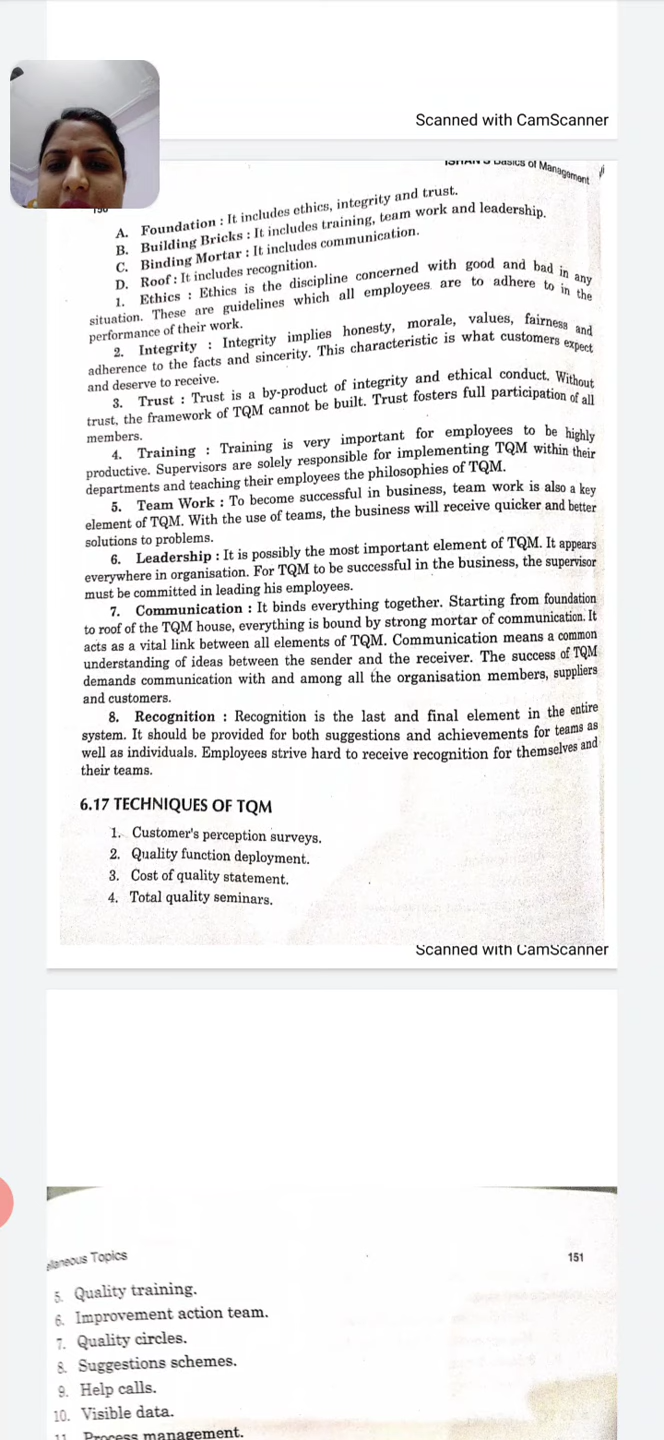 Scanned with CamScanner
ISHAN'S Basics of Management
150
A. Foundation : It includes ethics, integrity and trust.
B. Building Bricks : It includes training, team work and leadership.
C. Binding Mortar : It includes communication.
D. Roof : It includes recognition.
1. Ethics : Ethics is the discipline concerned with good and bad in any
situation. These are guidelines which all employees are to adhere to in the
performance of their work.
2. Integrity : Integrity implies honesty, morale, values, fairness and
adherence to the facts and sincerity. This characteristic is what customers expect
and deserve to receive.
3. Trust : Trust is a by-product of integrity and ethical conduct. Without
trust, the framework of TQM cannot be built. Trust fosters full participation of all
members.
4. Training : Training is very important for employees to be highly
productive. Supervisors are solely responsible for implementing TQM within their
departments and teaching their employees the philosophies of TQM.
5. Team Work : To become successful in business, team work is also a key
element of TQM. With the use of teams, the business will receive quicker and better
solutions to problems.
6. Leadership : It is possibly the most important element of TQM. It appears
everywhere in organisation. For TQM to be successful in the business, the supervisor
must be committed in leading his employees.
7. Communication : It binds everything together. Starting from foundation
to roof of the TQM house, everything is bound by strong mortar of communication. It
acts as a vital link between all elements of TQM. Communication means a common
understanding of ideas between the sender and the receiver. The success of TQM
demands communication with and among all the organisation members, suppliers
and customers.
8. Recognition : Recognition is the last and final element in the entire
system. It should be provided for both suggestions and achievements for teams as
well as individuals. Employees strive hard to receive recognition for themselves and
their teams.
6.17 TECHNIQUES OF TQM
1. Customer's perception surveys.
2. Quality function deployment.
3. Cost of quality statement.
4. Total quality seminars.
Scanned with CamScanner
ellaneous Topics
151
5. Quality training.
6. Improvement action team.
7. Quality circles.
8. Suggestions schemes.
9. Help calls.
10. Visible data.
11. Process management.